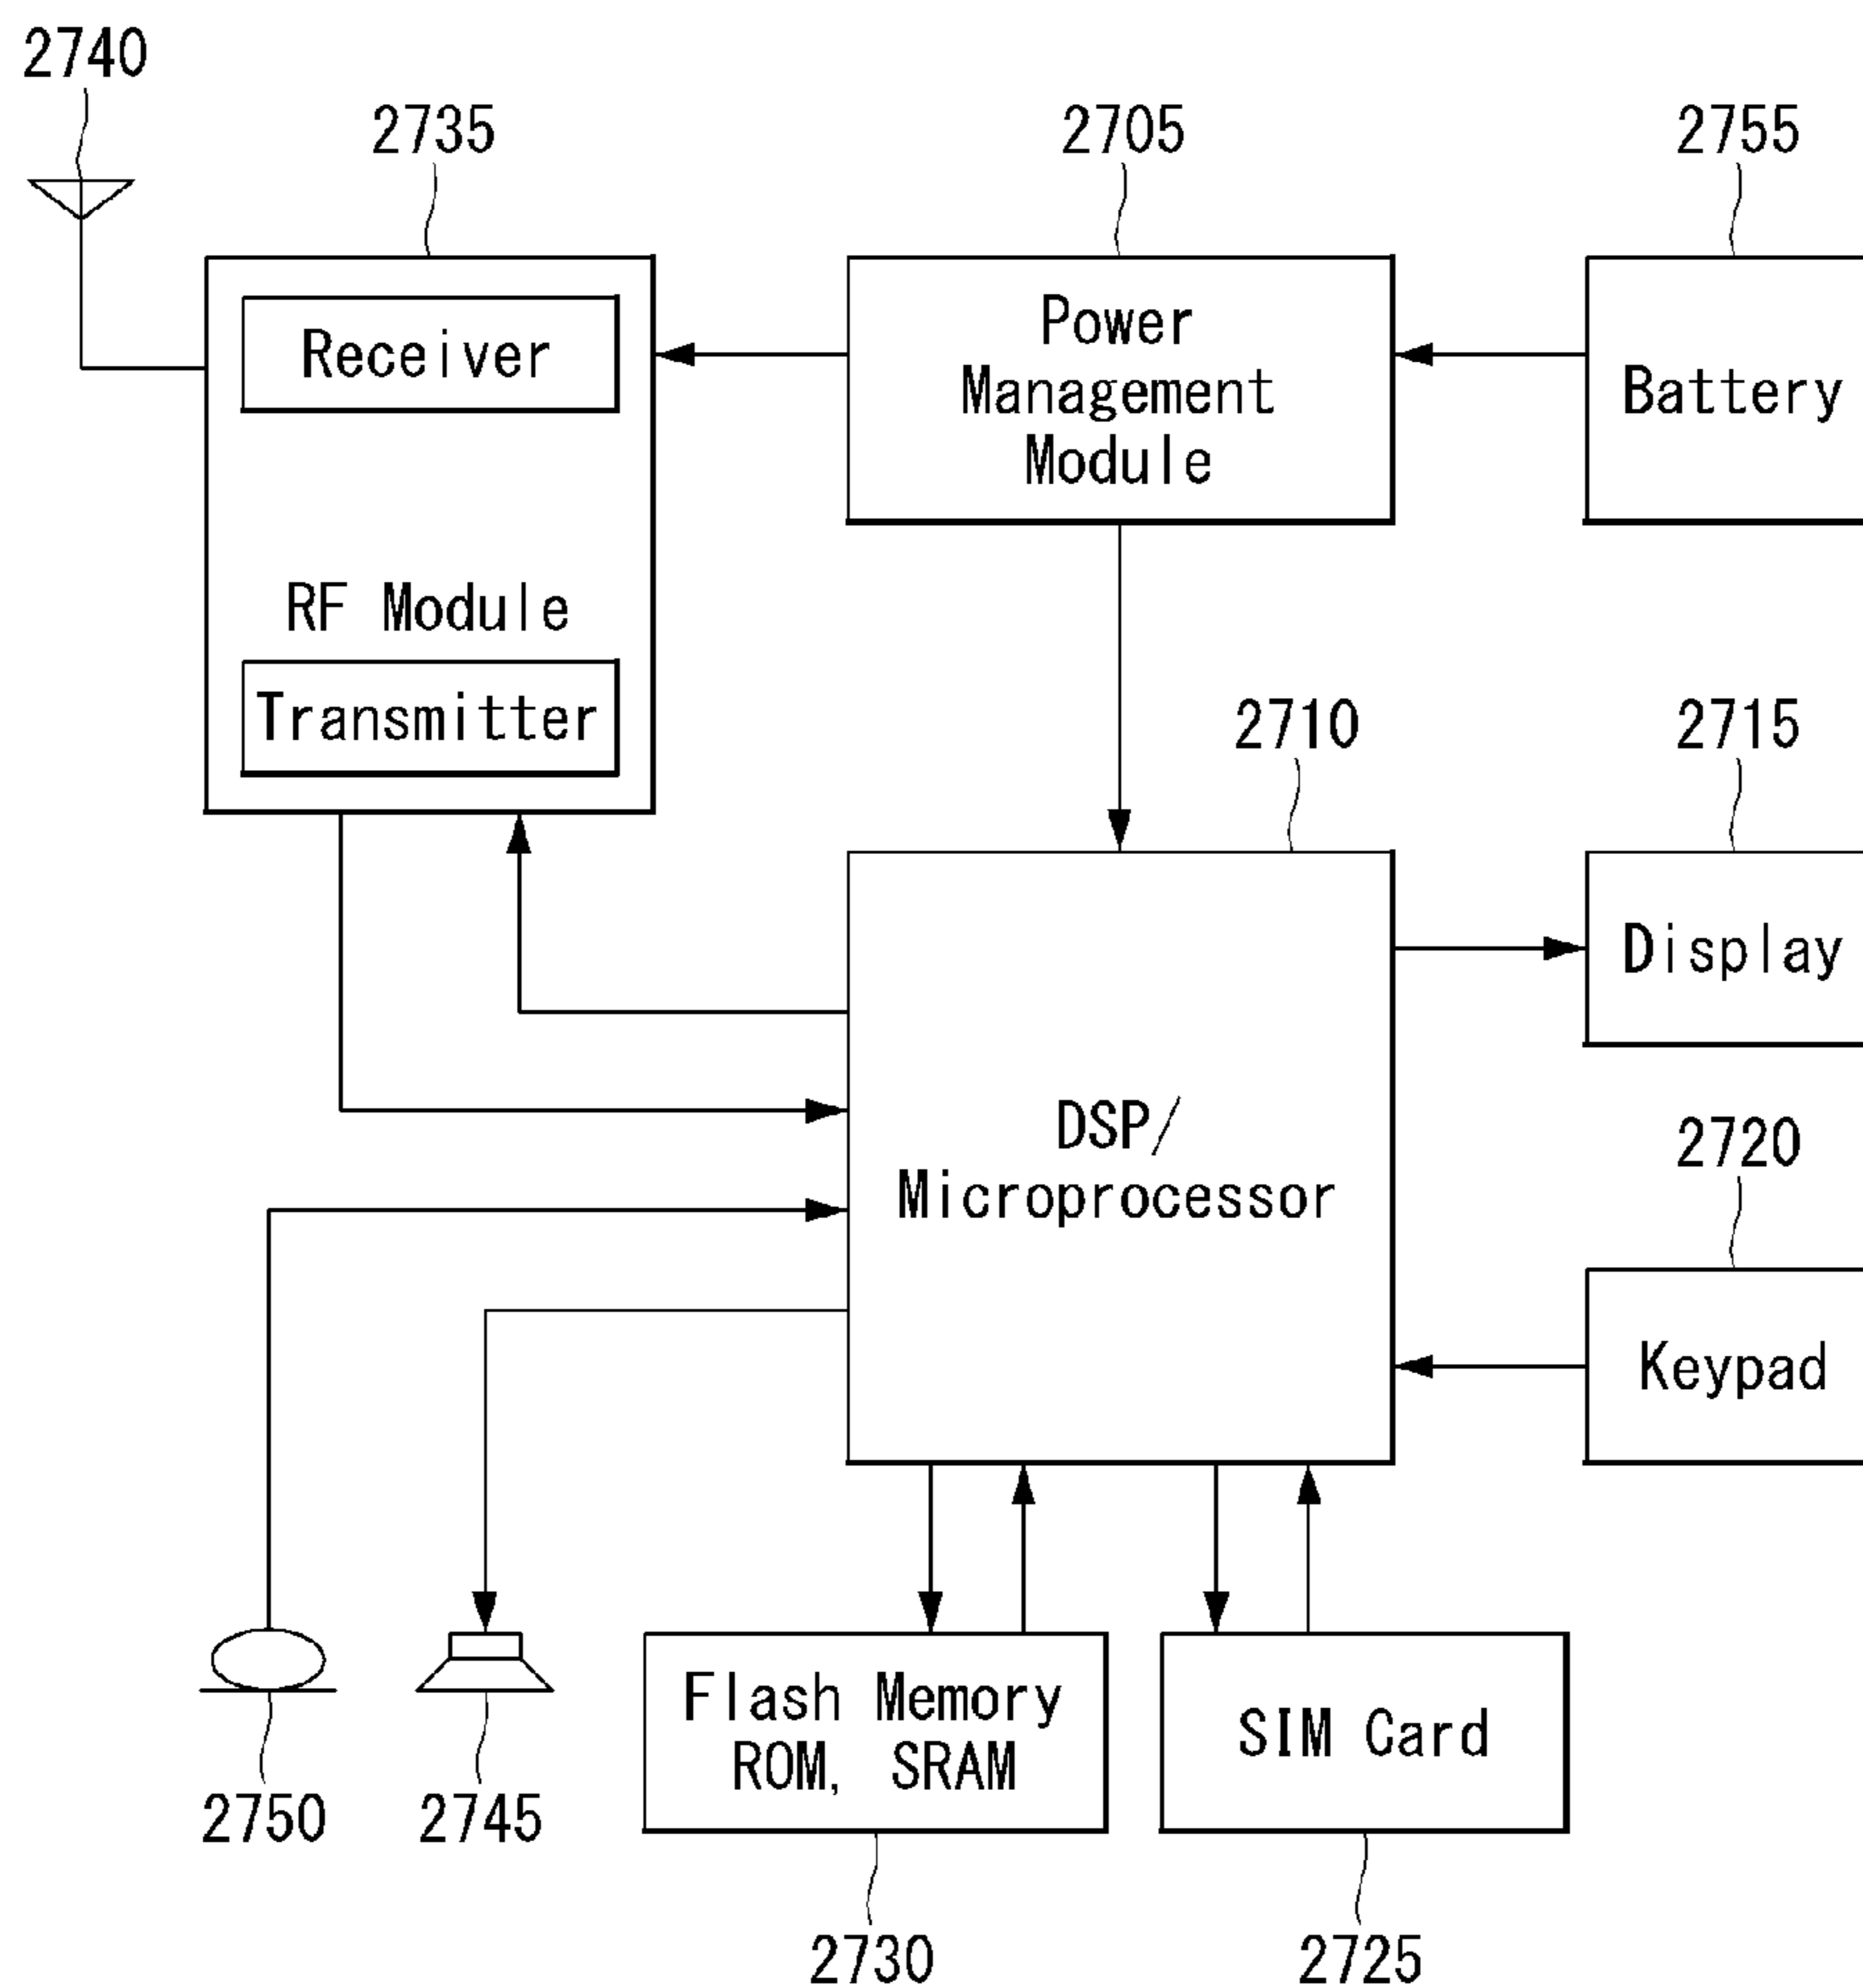 2740
2735
2705
2755
Receiver
RF Module
Transmitter
Power
Management
Module
Battery
2710
2715
DSP/
Microprocessor
Display
2720
Keypad
Flash Memory
ROM, SRAM
SIM Card
2750
2745
2730
2725